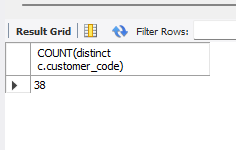 Result Grid Filter Rows:
COUNT(distinct
c.customer_code)
38